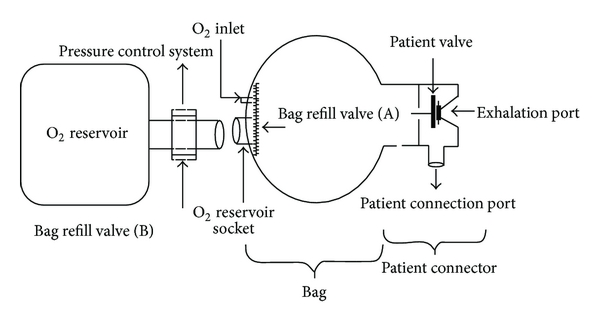 O₂ inlet
Pressure control system
Patient valve
O₂ reservoir
Bag refill valve (A)
Exhalation port
O₂ reservoir
socket
Patient connection port
Bag refill valve (B)
Patient connector
Bag